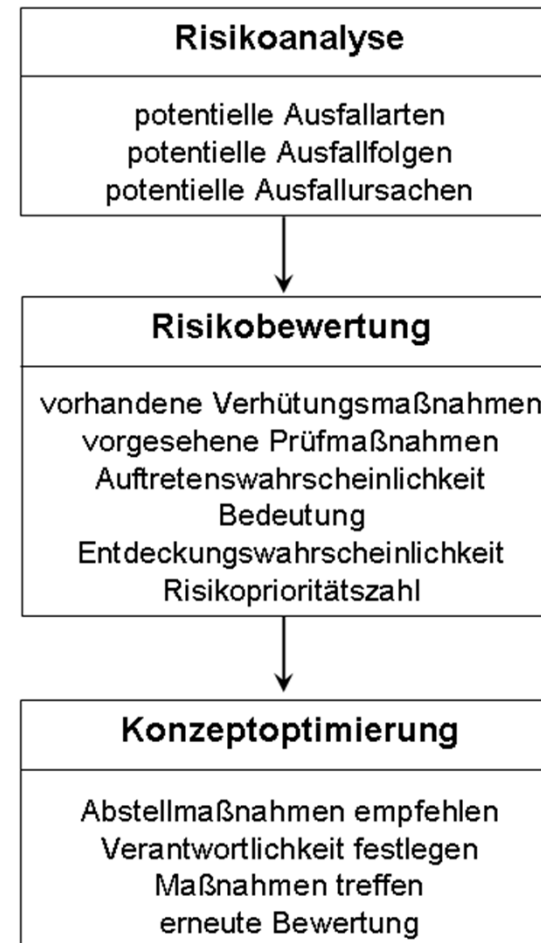 Risikoanalyse
potentielle Ausfallarten
potentielle Ausfallfolgen
potentielle Ausfallursachen
Risikobewertung
vorhandene Verhütungsmaßnahmen
vorgesehene Prüfmaßnahmen
Auftretenswahrscheinlichkeit
Bedeutung
Entdeckungswahrscheinlichkeit
Risikoprioritätszahl
Konzeptoptimierung
Abstellmaßnahmen empfehlen
Verantwortlichkeit festlegen
Maßnahmen treffen
erneute Bewertung